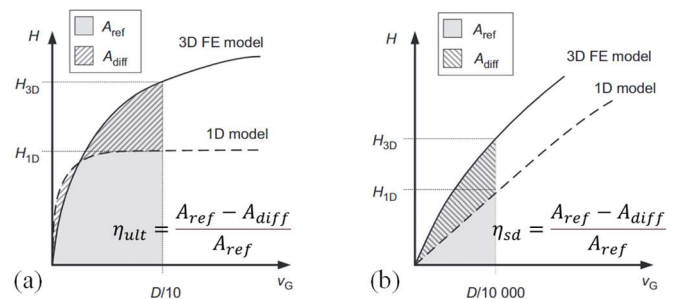 H
A_ref
A_diff
3D FE model
H_3D
1D model
H_1D
η_ult = (A_ref − A_diff) / A_ref
(a)
D/10
v_G
H
A_ref
A_diff
3D FE model
1D model
H_3D
H_1D
η_sd = (A_ref − A_diff) / A_ref
(b)
D/10 000
v_G